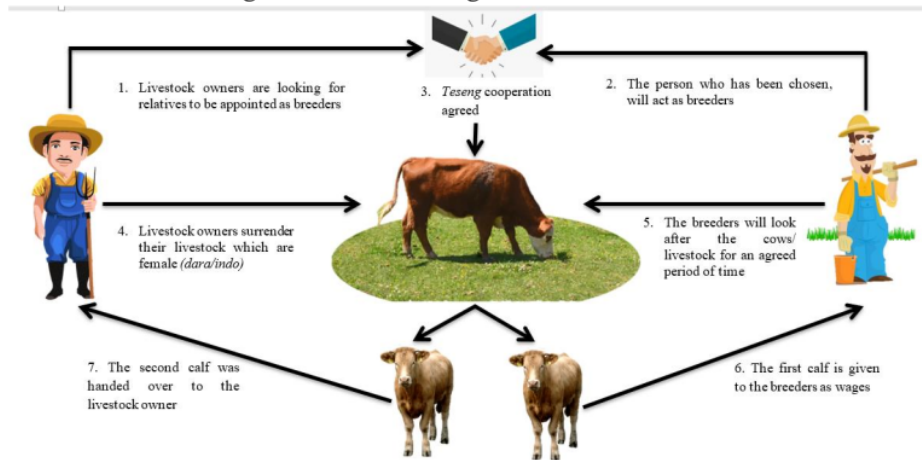 1. Livestock owners are looking for
relatives to be appointed as breeders
2. The person who has been chosen,
will act as breeders
3. Teseng cooperation
agreed
4. Livestock owners surrender
their livestock which are
female (dara/indo)
5. The breeders will look
after the cows/
livestock for an agreed
period of time
7. The second calf was
handed over to the
livestock owner
6. The first calf is given
to the breeders as wages